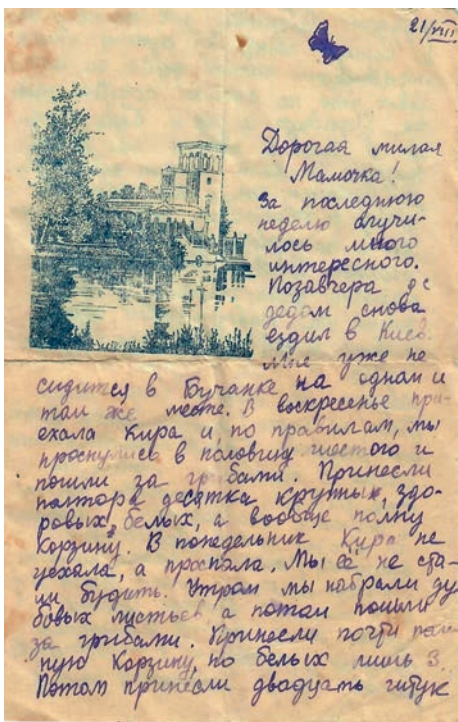 21/VIII
Дорогая милая
Мамочка!
За последнюю
неделю случи-
лось много
интересного.
Позавчера я с
дедом снова
ездил в Киев.
Мне уже не
сидится в Бучанке на одном и
том же месте. В воскресенье при-
ехала Кира и, по правилам, мы
проснулись в половину шестого и
пошли за грибами. Принесли
полтора десятка крупных, здо-
ровых, белых, а вообще полну
корзину. В понедельник Кира не
уехала, а проспала. Мы её не ста-
ли будить. Утром мы набрали ду
бовых листьев, а потом пошли
за грибами. Принесли почти пол
ную корзину, но белых лишь 3.
Потом принесли двадцать штук